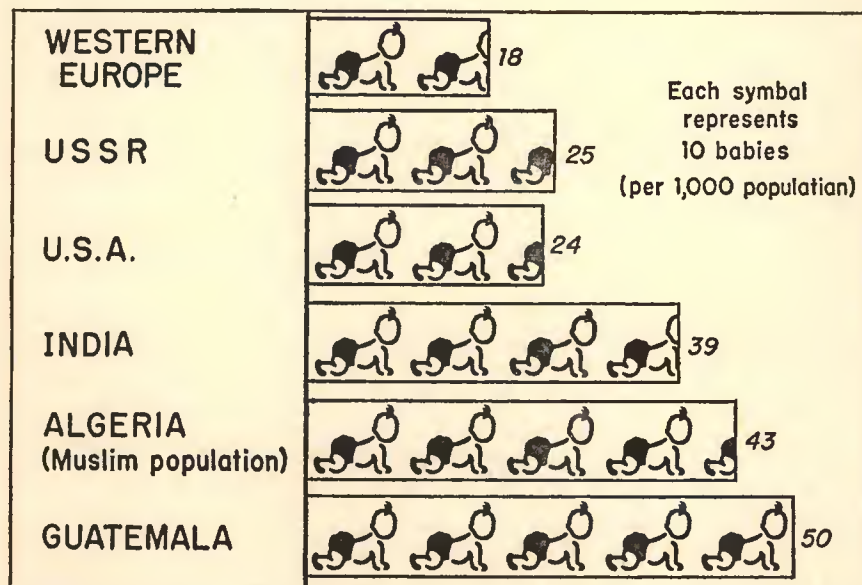 WESTERN
EUROPE
18
USSR
25
U.S.A.
24
INDIA
39
ALGERIA
(Muslim population)
43
GUATEMALA
50
Each symbal
represents
10 babies
(per 1,000 population)